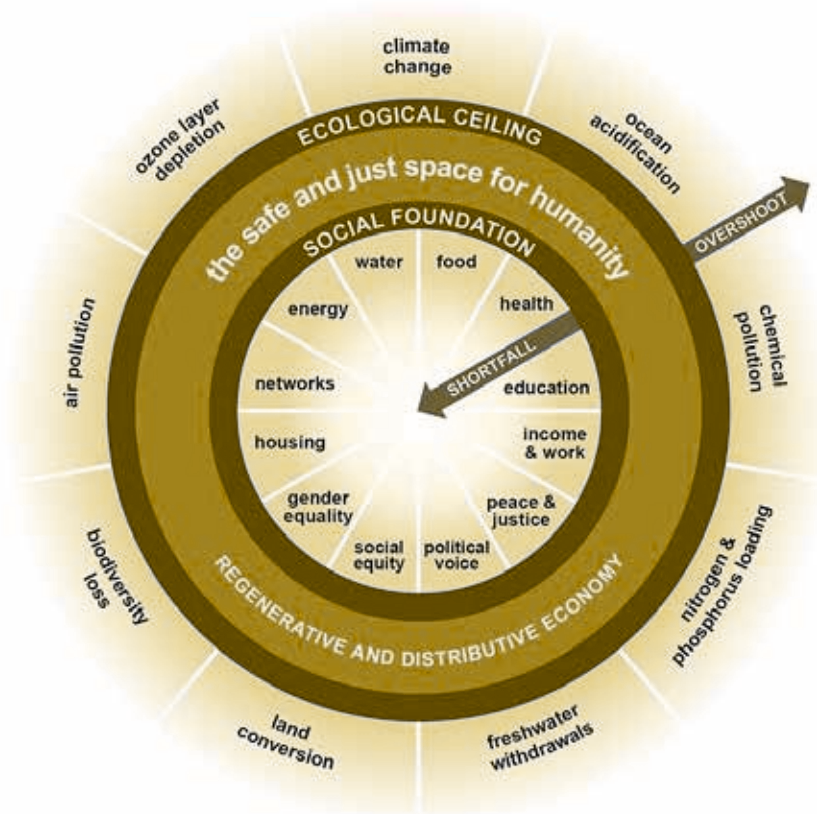 climate
change
ocean
acidification
OVERSHOOT
chemical
pollution
nitrogen &
phosphorus loading
freshwater
withdrawals
land
conversion
biodiversity
loss
air pollution
ozone layer
depletion
ECOLOGICAL CEILING
the safe and just space for humanity
SOCIAL FOUNDATION
water
food
health
SHORTFALL
education
income
& work
peace &
justice
political
voice
social
equity
gender
equality
housing
networks
energy
REGENERATIVE AND DISTRIBUTIVE ECONOMY